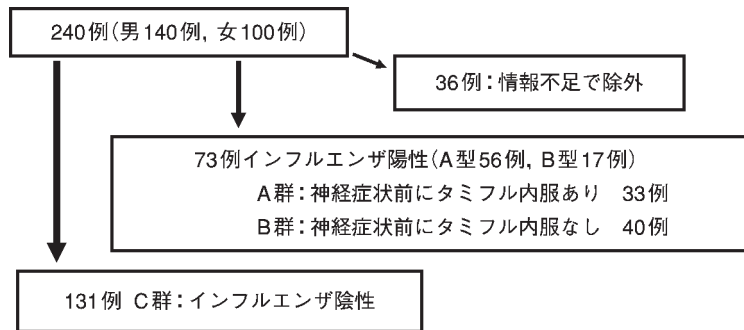 240例(男140例, 女100例)
36例：情報不足で除外
73例インフルエンザ陽性(A型56例, B型17例)
A群：神経症状前にタミフル内服あり　33例
B群：神経症状前にタミフル内服なし　40例
131例 C群：インフルエンザ陰性